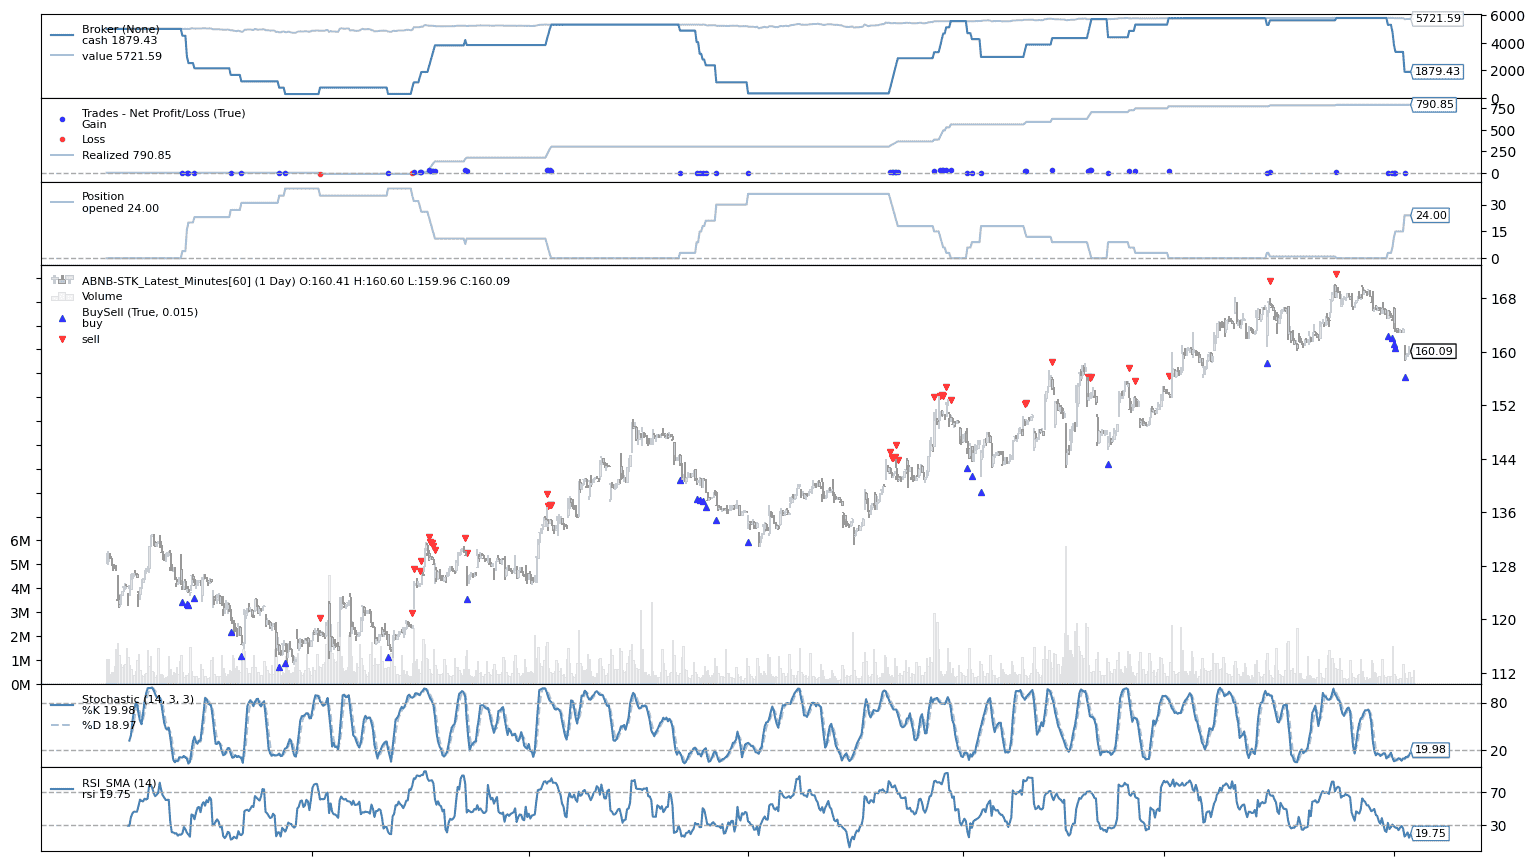 Broker (None)
cash 1879.43
value 5721.59
5721.59
1879.43
6000
4000
2000
0
Trades - Net Profit/Loss (True)
Gain
Loss
Realized 790.85
790.85
750
500
250
0
Position
opened 24.00
24.00
30
15
0
ABNB-STK_Latest_Minutes[60] (1 Day) O:160.41 H:160.60 L:159.96 C:160.09
Volume
BuySell (True, 0.015)
buy
sell
160.09
168
160
152
144
136
128
120
112
6M
5M
4M
3M
2M
1M
0M
Stochastic (14, 3, 3)
%K 19.98
%D 18.97
19.98
80
20
RSI_SMA (14)
rsi 19.75
19.75
70
30